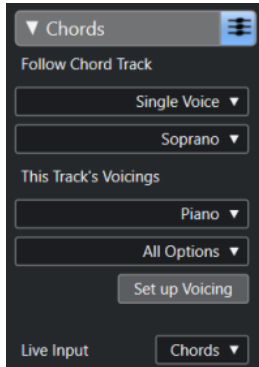 Chords
Follow Chord Track
Single Voice
Soprano
This Track's Voicings
Piano
All Options
Set up Voicing
Live Input Chords